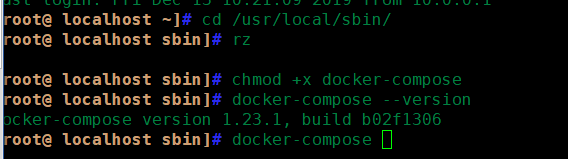 ast login: Fri Dec 13 10:21:09 2019 from 10.0.0.1
root@ localhost ~]# cd /usr/local/sbin/
root@ localhost sbin]# rz
root@ localhost sbin]# chmod +x docker-compose
root@ localhost sbin]# docker-compose --version
ocker-compose version 1.23.1, build b02f1306
root@ localhost sbin]# docker-compose